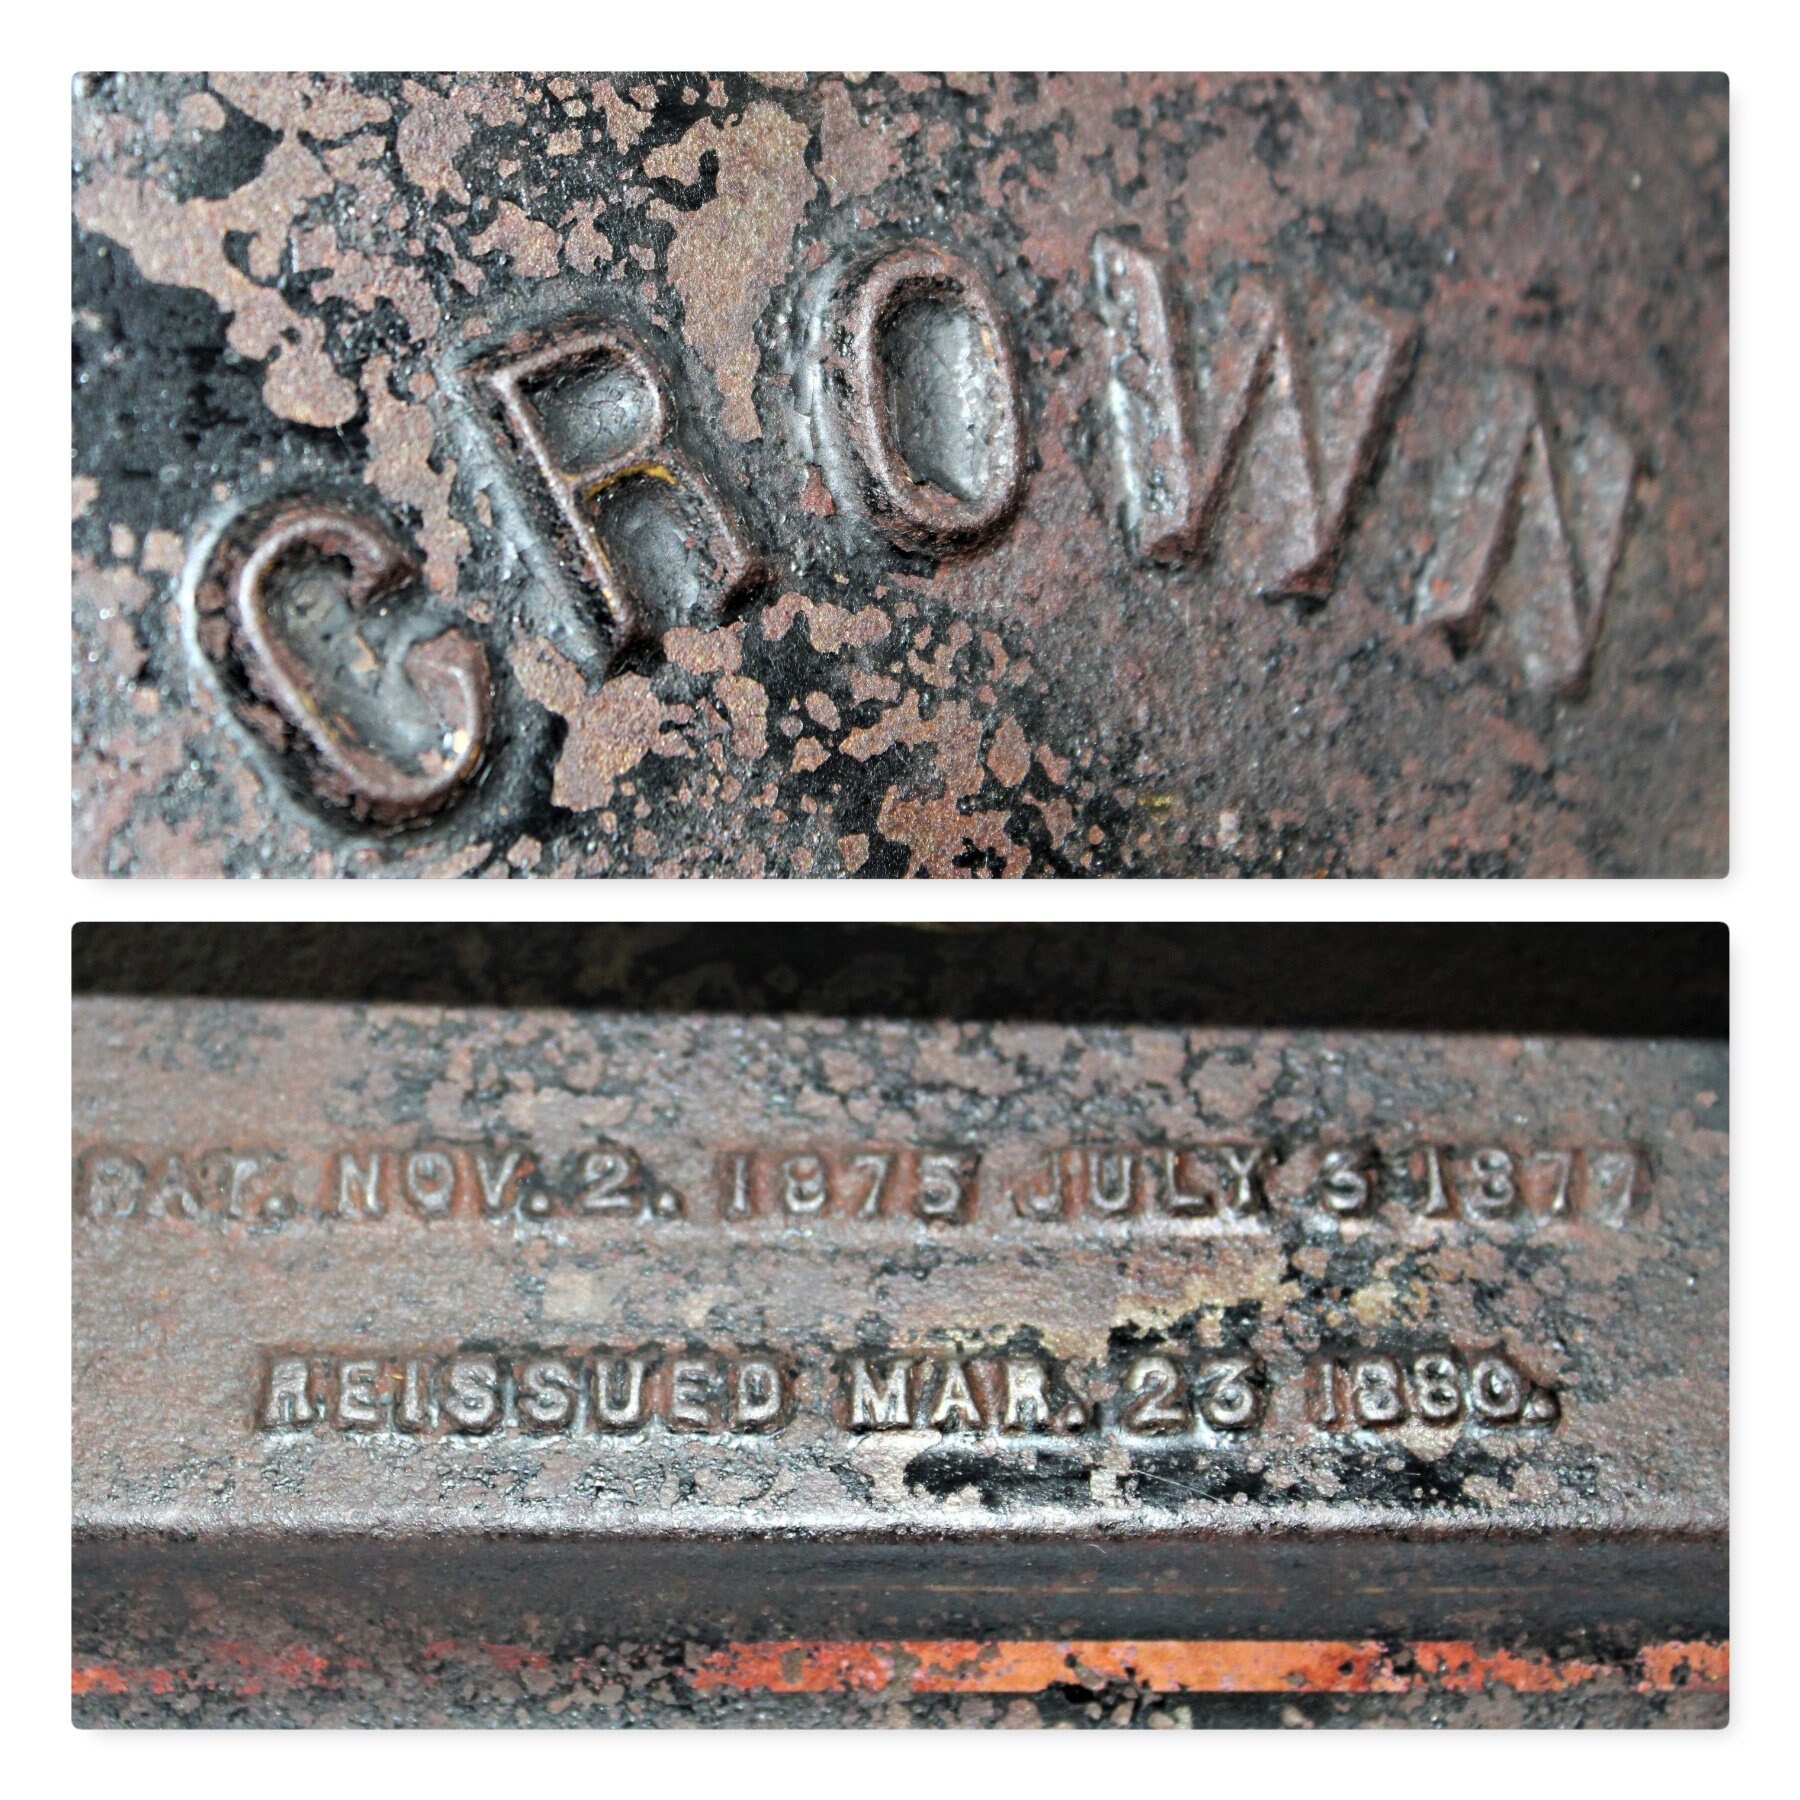 CROWN
PAT. NOV. 2. 1875 JULY 3 1877
REISSUED MAR. 23 1880.